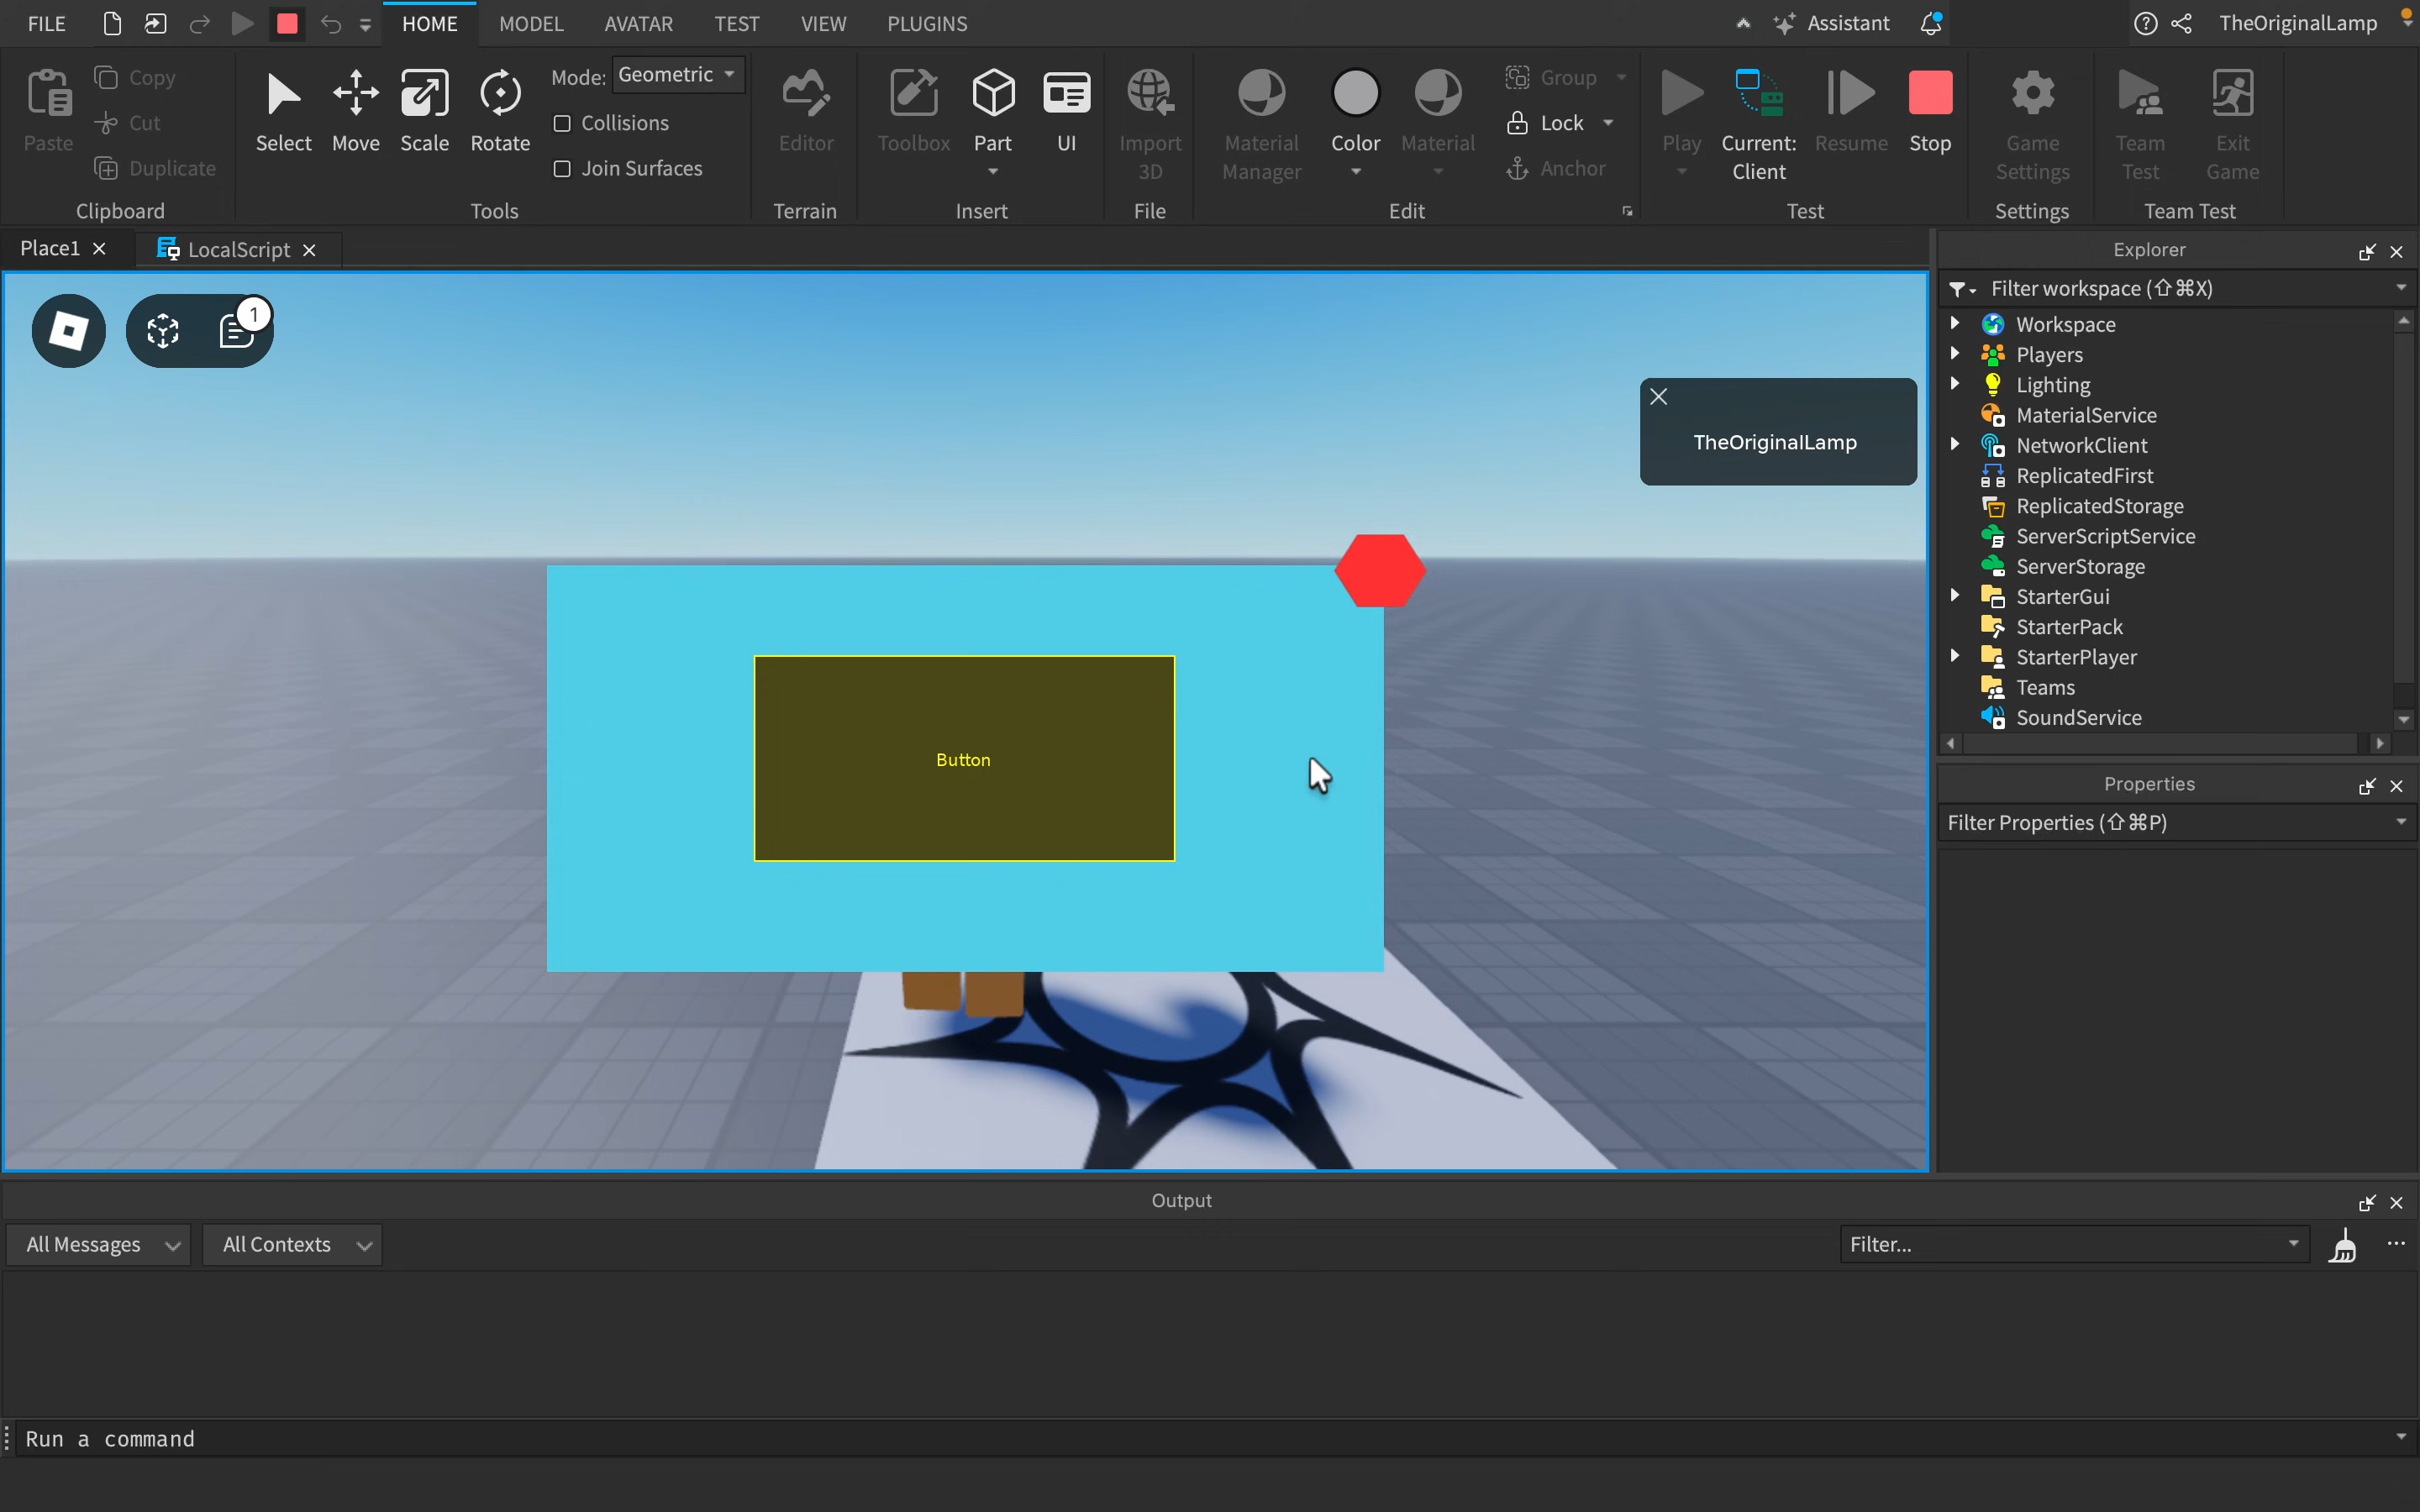 FILE
HOME
MODEL
AVATAR
TEST
VIEW
PLUGINS
Assistant
TheOriginalLamp
Paste
Copy
Cut
Duplicate
Clipboard
Select
Move
Scale
Rotate
Mode: Geometric
Collisions
Join Surfaces
Tools
Editor
Terrain
Toolbox
Part
UI
Insert
Import
3D
File
Material
Manager
Color
Material
Group
Lock
Anchor
Edit
Play
Current:
Client
Resume
Stop
Test
Game
Settings
Settings
Team
Test
Exit
Game
Team Test
Place1
LocalScript
1
TheOriginalLamp
Button
Explorer
Filter workspace (⇧⌘X)
Workspace
Players
Lighting
MaterialService
NetworkClient
ReplicatedFirst
ReplicatedStorage
ServerScriptService
ServerStorage
StarterGui
StarterPack
StarterPlayer
Teams
SoundService
Properties
Filter Properties (⇧⌘P)
Output
All Messages
All Contexts
Filter...
Run a command